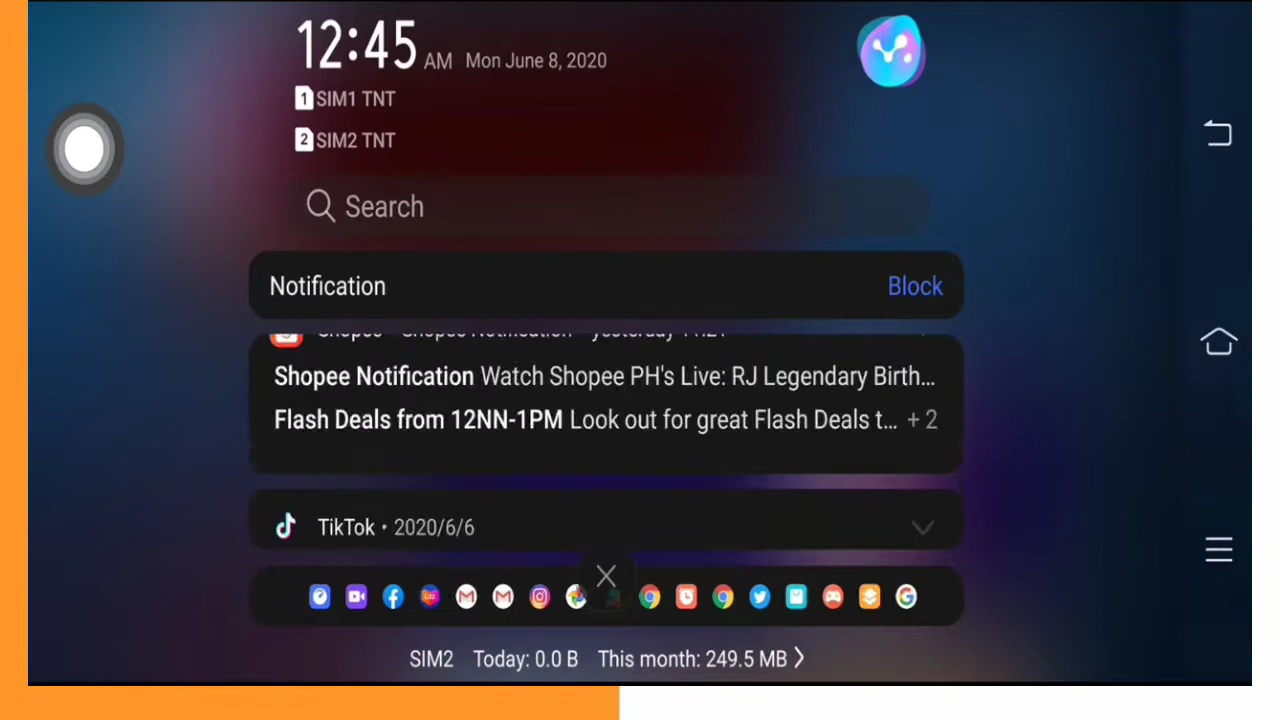 12:45 AM Mon June 8, 2020
1 SIM1 TNT
2 SIM2 TNT
Search
Notification Block
Shopee Notification Watch Shopee PH's Live: RJ Legendary Birth...
Flash Deals from 12NN-1PM Look out for great Flash Deals t... + 2
TikTok • 2020/6/6
SIM2 Today: 0.0 B This month: 249.5 MB